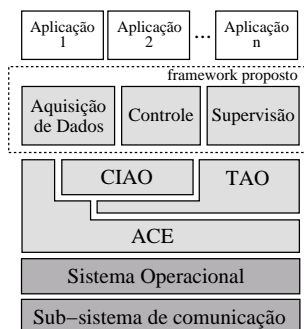 Aplicação Aplicação Aplicação
1 2 ... n
framework proposto
Aquisição Controle Supervisão
de Dados
CIAO TAO
ACE
Sistema Operacional
Sub−sistema de comunicação